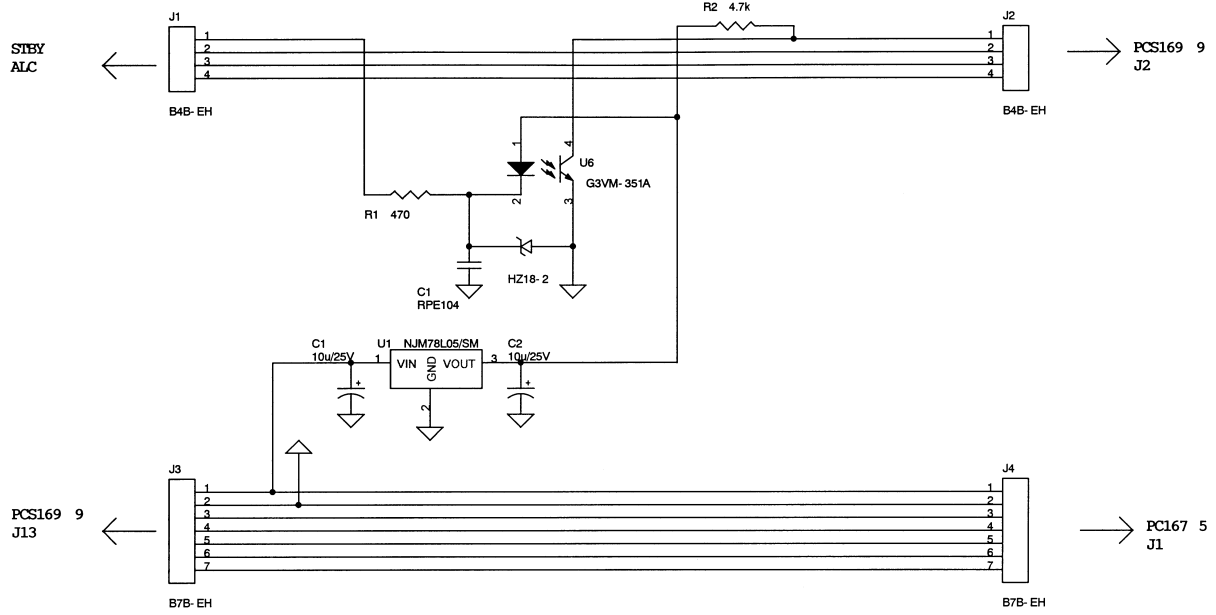 R2 4.7k
J1
J2
STBY
ALC
1
2
3
4
1
2
3
4
PCS169 9
J2
B4B- EH
B4B- EH
1
4
U6
G3VM- 351A
2
3
R1 470
HZ18- 2
C1
RPE104
C1
10u/25V
U1
NJM78L05/SM
C2
10u/25V
1
VIN
GND
VOUT
3
2
J3
J4
PCS169 9
J13
1
2
3
4
5
6
7
1
2
3
4
5
6
7
PC167 5
J1
B7B- EH
B7B- EH